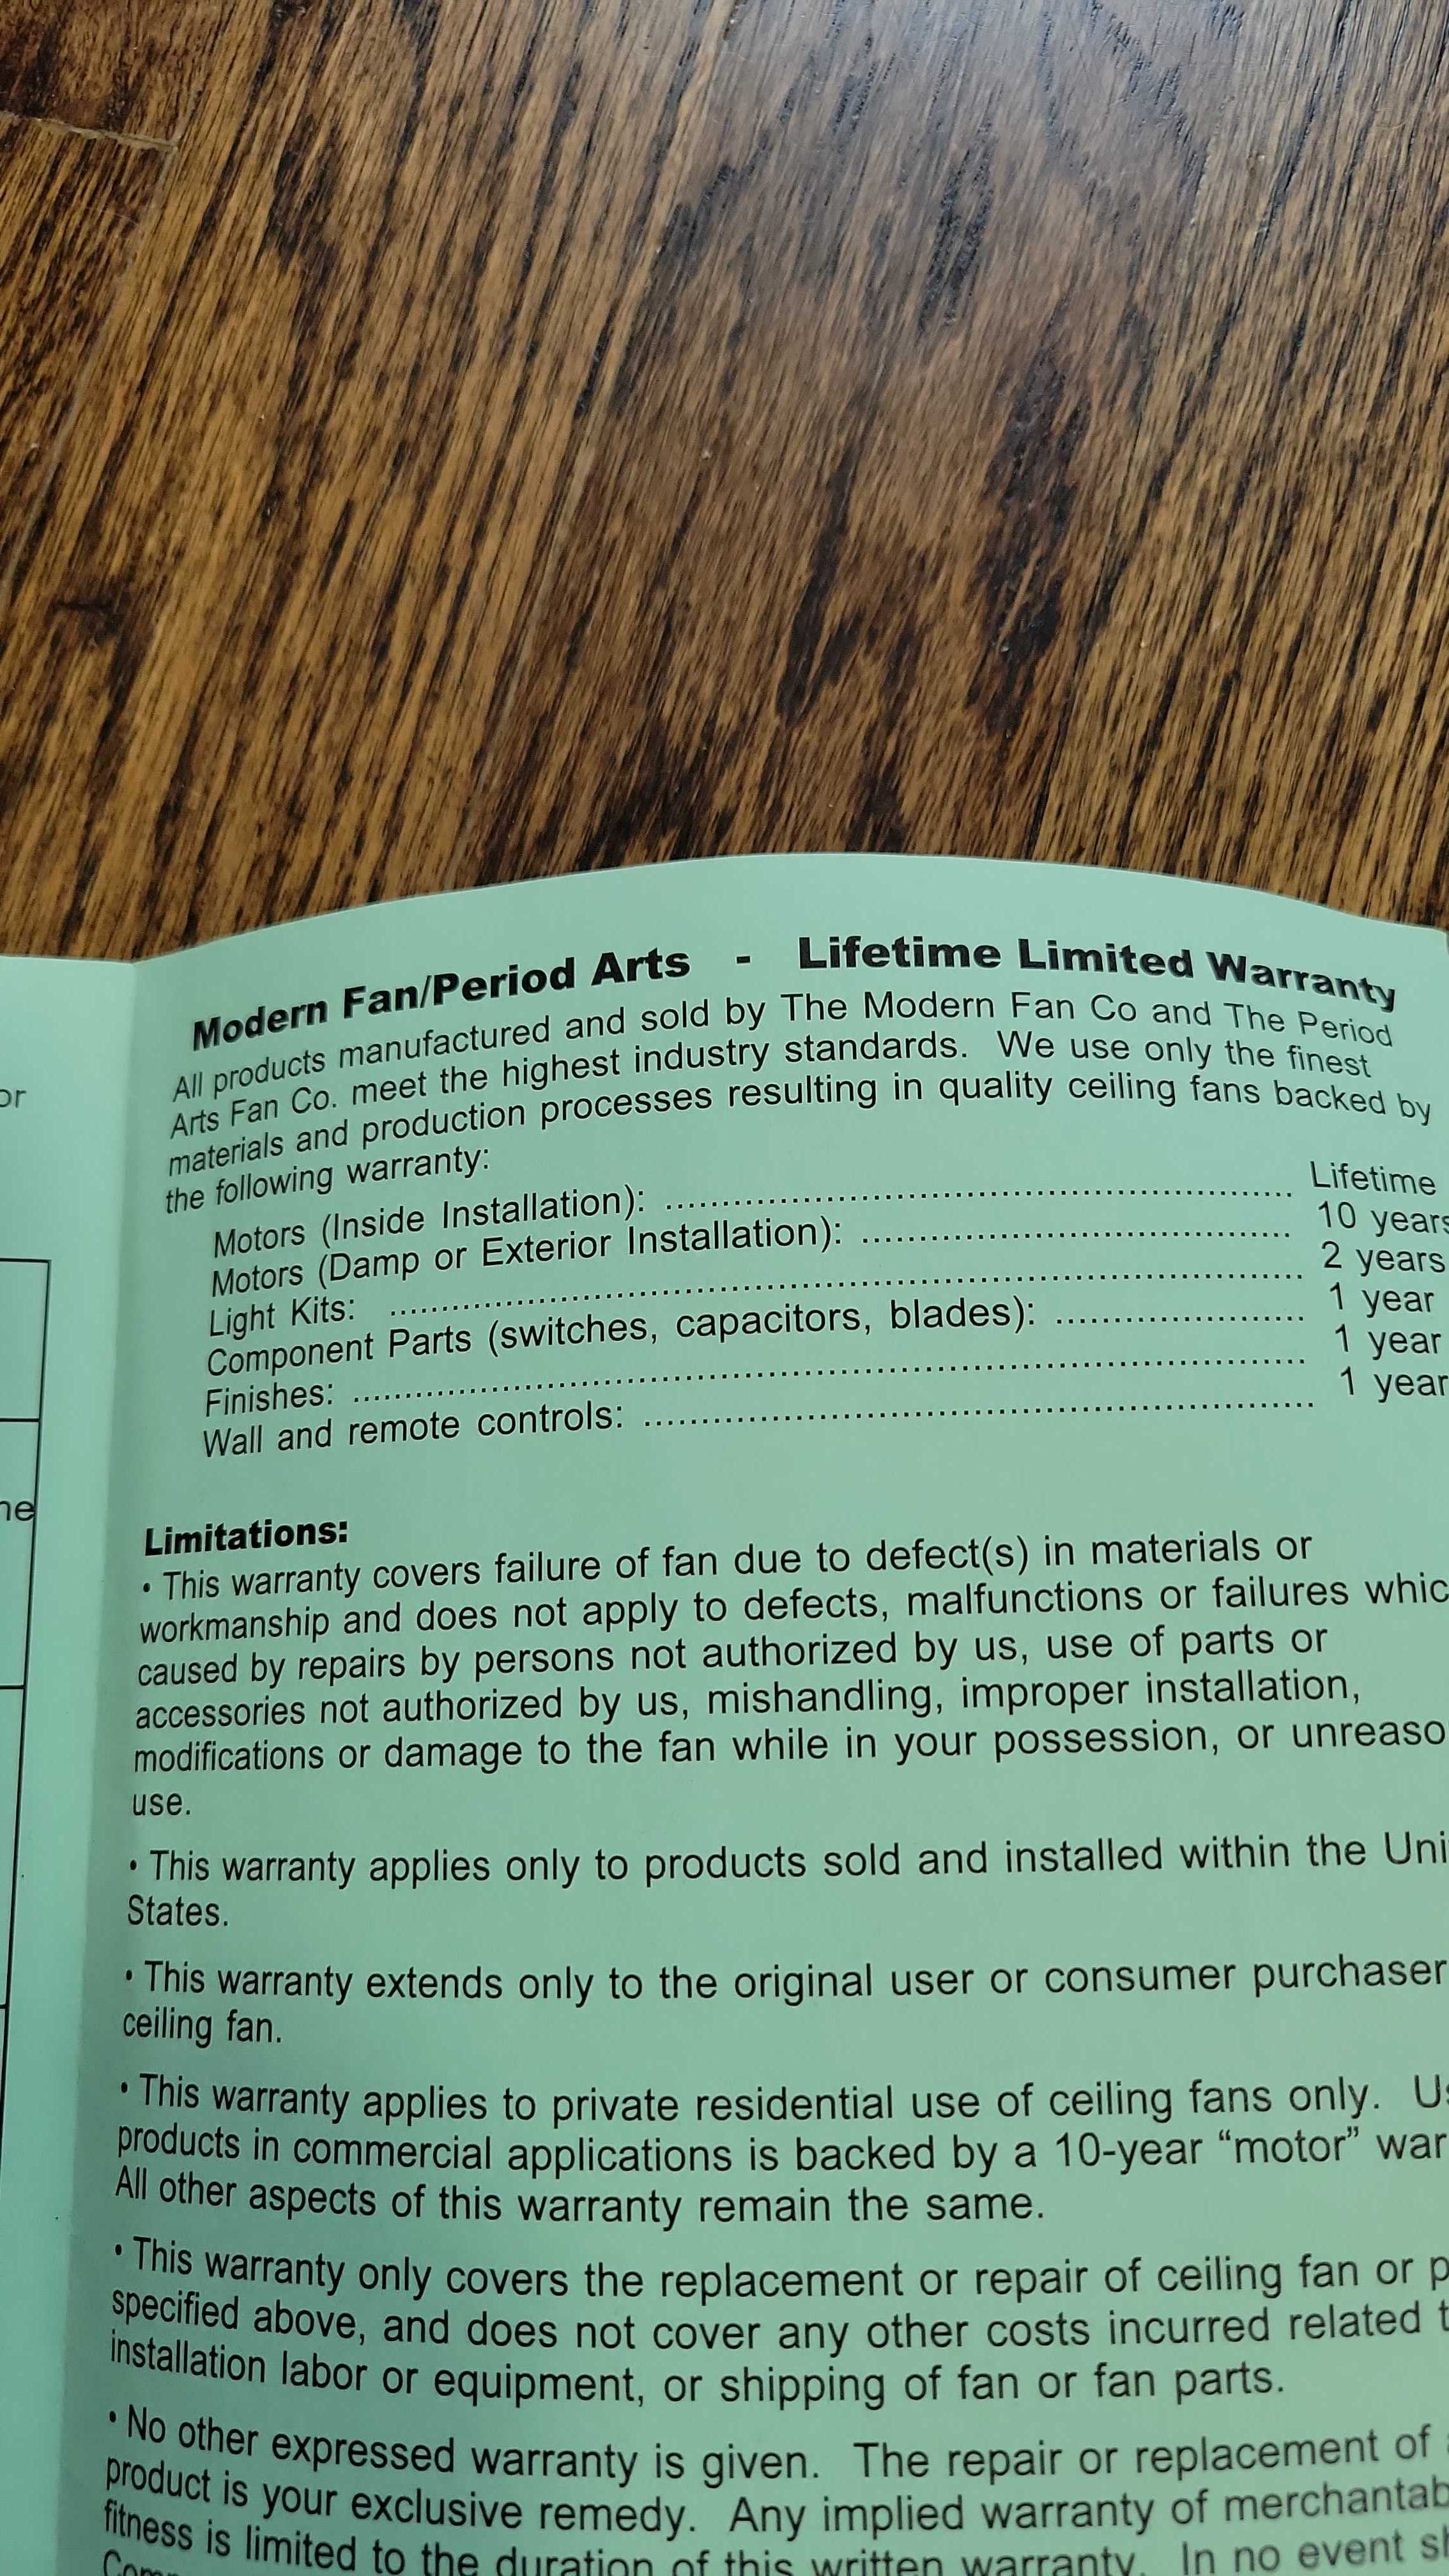 Modern Fan/Period Arts - Lifetime Limited Warranty
All products manufactured and sold by The Modern Fan Co and The Period
Arts Fan Co. meet the highest industry standards. We use only the finest
materials and production processes resulting in quality ceiling fans backed by
the following warranty:
Motors (Inside Installation): .......................................................... Lifetime
Motors (Damp or Exterior Installation): ........................................ 10 years
Light Kits: ..................................................................................... 2 years
Component Parts (switches, capacitors, blades): ....................... 1 year
Finishes: ........................................................................................ 1 year
Wall and remote controls: .............................................................. 1 year
Limitations:
• This warranty covers failure of fan due to defect(s) in materials or
workmanship and does not apply to defects, malfunctions or failures whic
caused by repairs by persons not authorized by us, use of parts or
accessories not authorized by us, mishandling, improper installation,
modifications or damage to the fan while in your possession, or unreaso
use.
• This warranty applies only to products sold and installed within the Uni
States.
• This warranty extends only to the original user or consumer purchaser
ceiling fan.
• This warranty applies to private residential use of ceiling fans only. Us
products in commercial applications is backed by a 10-year “motor” war
All other aspects of this warranty remain the same.
• This warranty only covers the replacement or repair of ceiling fan or p
specified above, and does not cover any other costs incurred related t
installation labor or equipment, or shipping of fan or fan parts.
• No other expressed warranty is given. The repair or replacement of
product is your exclusive remedy. Any implied warranty of merchantab
fitness is limited to the duration of this written warranty. In no event sh